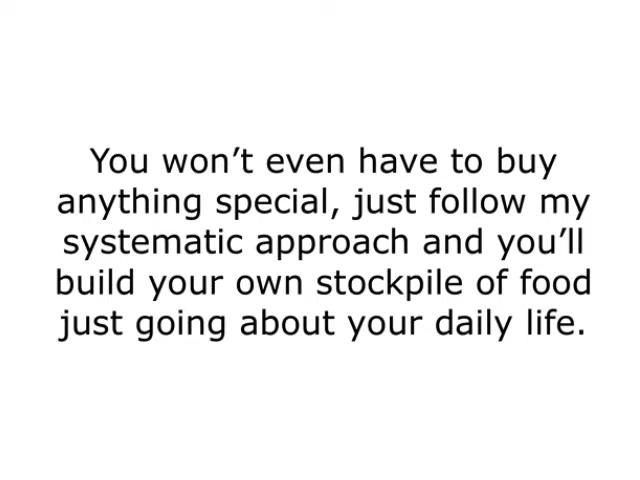 You won’t even have to buy
anything special, just follow my
systematic approach and you’ll
build your own stockpile of food
just going about your daily life.